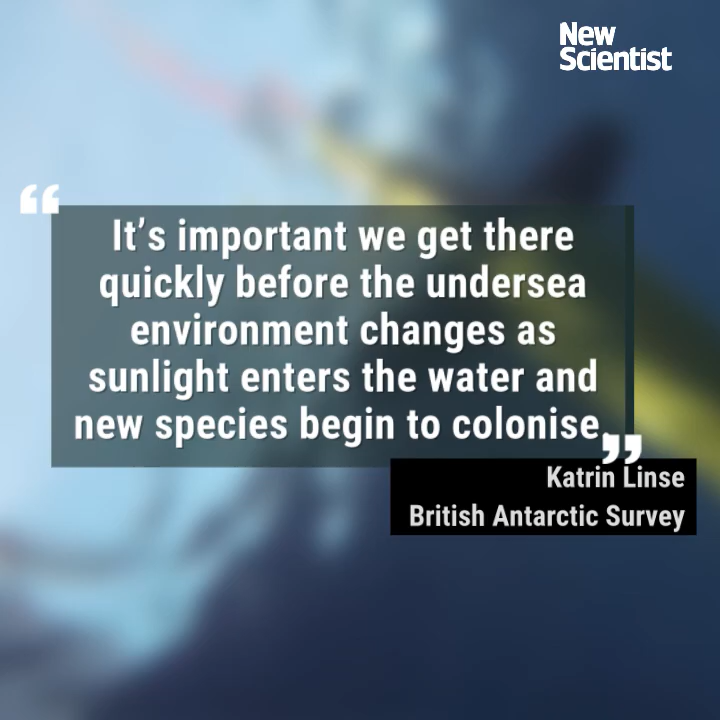 New
Scientist
“
It’s important we get there
quickly before the undersea
environment changes as
sunlight enters the water and
new species begin to colonise
”
Katrin Linse
British Antarctic Survey